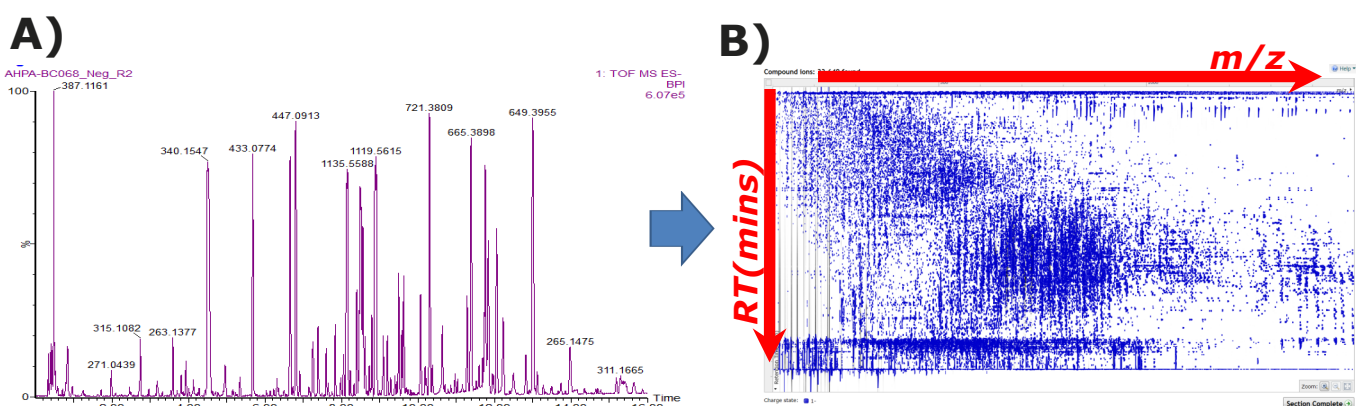 A)
AHPA-BC068_Neg_R2
1: TOF MS ES-
BPI
6.07e5
100
387.1161
447.0913
721.3809
649.3955
665.3898
340.1547
433.0774
1119.5615
1135.5588
%
315.1082
263.1377
271.0439
265.1475
311.1665
0
Time
B)
m/z
Compound Ions:
Help
RT(mins)
Zoom:
Charge state: 1-
Section Complete